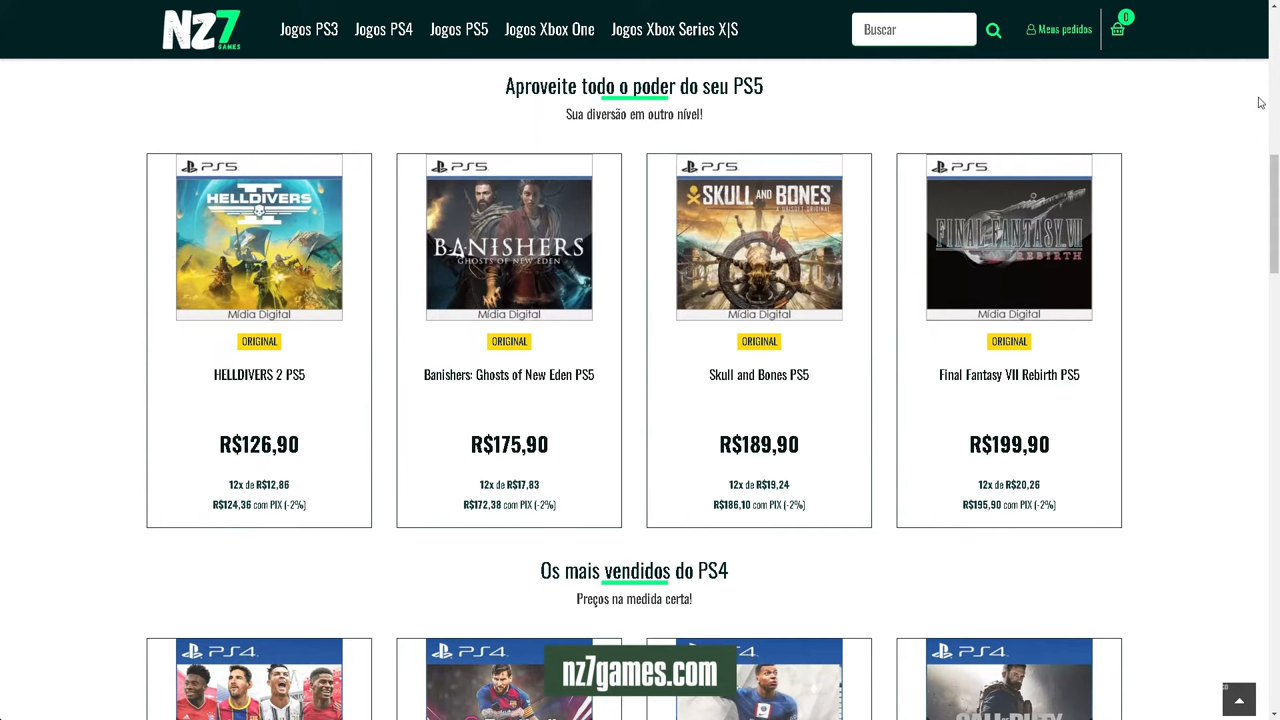 NZ7 GAMES
Jogos PS3 Jogos PS4 Jogos PS5 Jogos Xbox One Jogos Xbox Series X|S
Buscar
Meus pedidos
0
Aproveite todo o poder do seu PS5
Sua diversão em outro nível!
PS5 PS5 PS5 PS5
HELLDIVERS II
BANISHERS
GHOSTS OF NEW EDEN
SKULL AND BONES
A UBISOFT ORIGINAL
FINAL FANTASY VII
REBIRTH
Mídia Digital Mídia Digital Mídia Digital Mídia Digital
ORIGINAL ORIGINAL ORIGINAL ORIGINAL
HELLDIVERS 2 PS5 Banishers: Ghosts of New Eden PS5 Skull and Bones PS5 Final Fantasy VII Rebirth PS5
R$126,90 R$175,90 R$189,90 R$199,90
12x de R$12,86 12x de R$17,83 12x de R$19,24 12x de R$20,26
R$124,36 com PIX (-2%) R$172,38 com PIX (-2%) R$186,10 com PIX (-2%) R$195,90 com PIX (-2%)
Os mais vendidos do PS4
Preços na medida certa!
PS4 PS4 PS4 PS4
nz7games.com